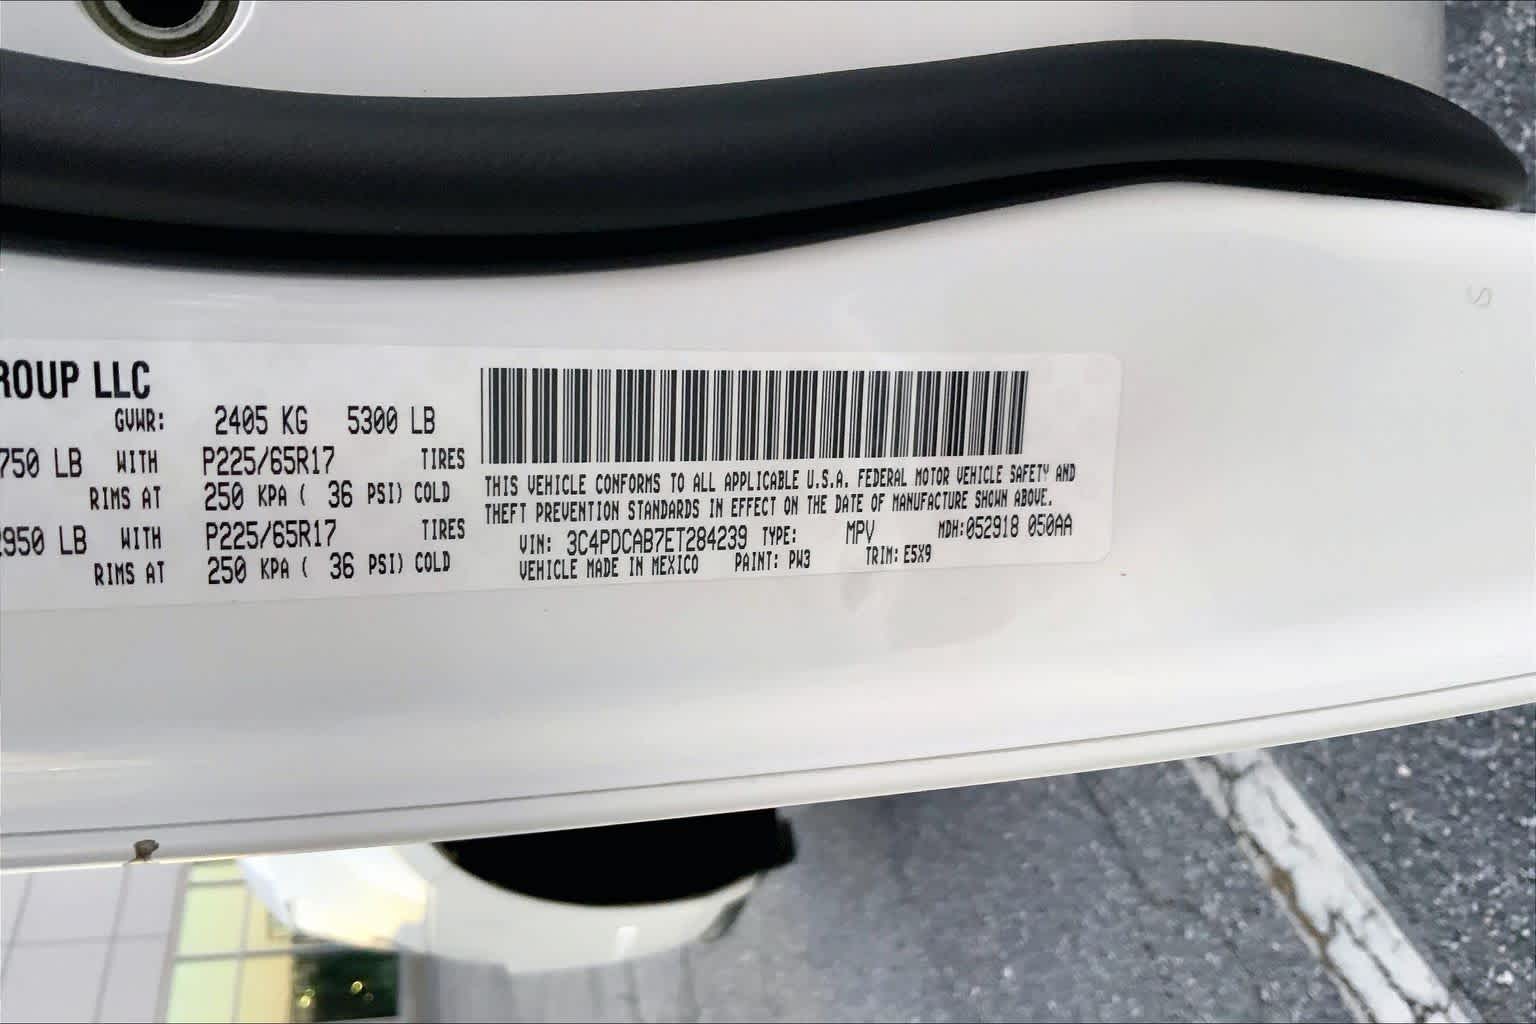 ROUP LLC
GVWR: 2405 KG 5300 LB
750 LB WITH P225/65R17 TIRES
RIMS AT 250 KPA ( 36 PSI) COLD
2950 LB WITH P225/65R17 TIRES
RIMS AT 250 KPA ( 36 PSI) COLD
THIS VEHICLE CONFORMS TO ALL APPLICABLE U.S.A. FEDERAL MOTOR VEHICLE SAFETY AND
THEFT PREVENTION STANDARDS IN EFFECT ON THE DATE OF MANUFACTURE SHOWN ABOVE.
VIN: 3C4PDCAB7ET284239 TYPE: MPV MDH:052918 050AA
VEHICLE MADE IN MEXICO PAINT: PW3 TRIM: E5X9